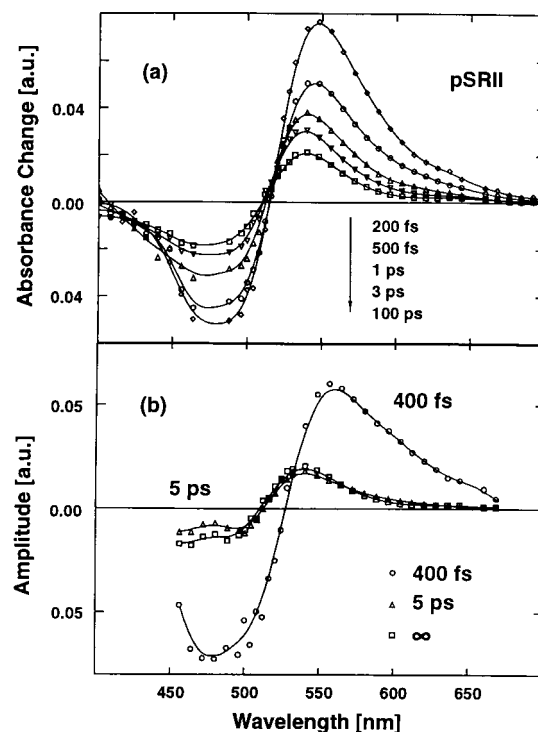 (a)
pSRII
Absorbance Change [a.u.]
0.04
0.00
0.04
200 fs
500 fs
1 ps
3 ps
100 ps
(b)
400 fs
5 ps
Amplitude [a.u.]
0.05
0.00
0.05
400 fs
5 ps
∞
450 500 550 600 650
Wavelength [nm]